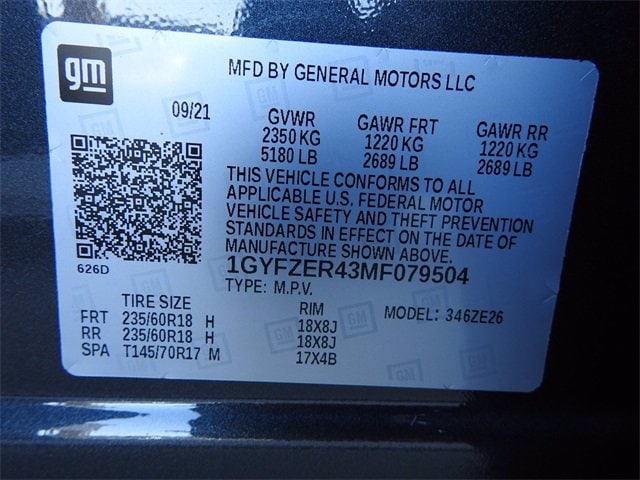 gm
MFD BY GENERAL MOTORS LLC
09/21
GVWR
2350 KG
5180 LB
GAWR FRT
1220 KG
2689 LB
GAWR RR
1220 KG
2689 LB
THIS VEHICLE CONFORMS TO ALL
APPLICABLE U.S. FEDERAL MOTOR
VEHICLE SAFETY AND THEFT PREVENTION
STANDARDS IN EFFECT ON THE DATE OF
MANUFACTURE SHOWN ABOVE.
626D
1GYFZER43MF079504
TYPE: M.P.V.
MODEL: 346ZE26
TIRE SIZE
RIM
FRT 235/60R18 H 18X8J
RR 235/60R18 H 18X8J
SPA T145/70R17 M 17X4B